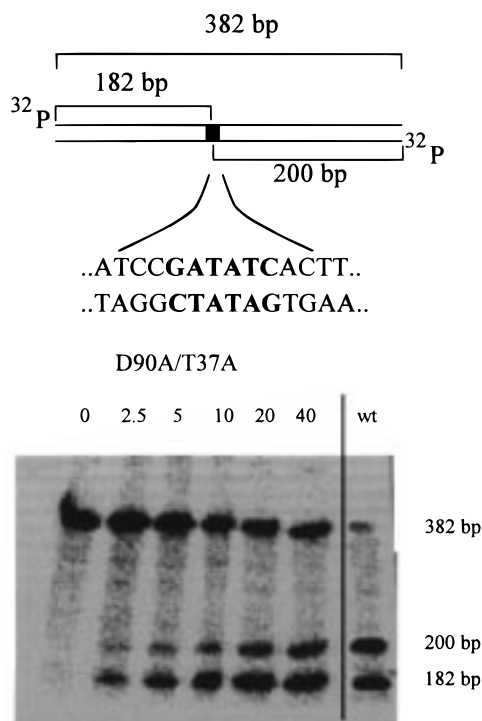 382 bp
182 bp
32P
32P
200 bp
..ATCCGATATCACTT..
..TAGGCTATAGTGAA..
D90A/T37A
0 2.5 5 10 20 40 wt
382 bp
200 bp
182 bp